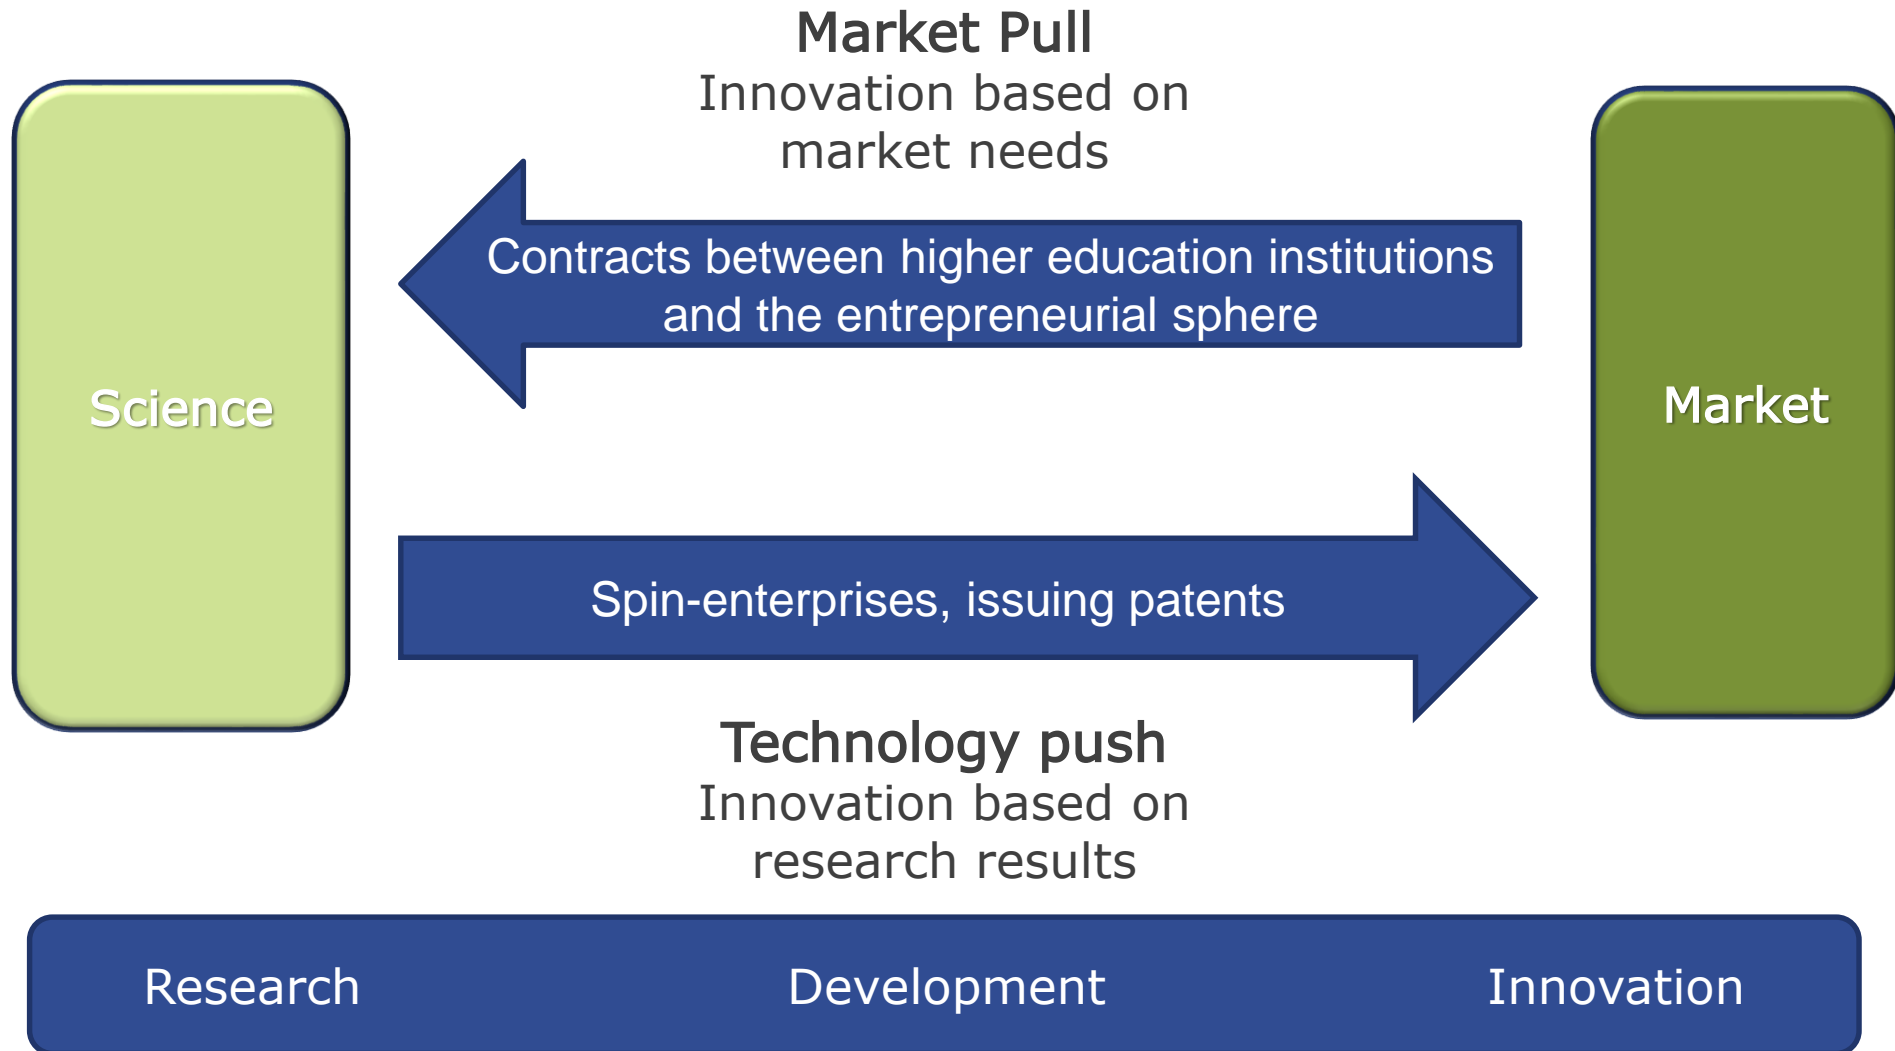 Market Pull
Innovation based on
market needs
Contracts between higher education institutions
and the entrepreneurial sphere
Science
Market
Spin-enterprises, issuing patents
Technology push
Innovation based on
research results
Research
Development
Innovation